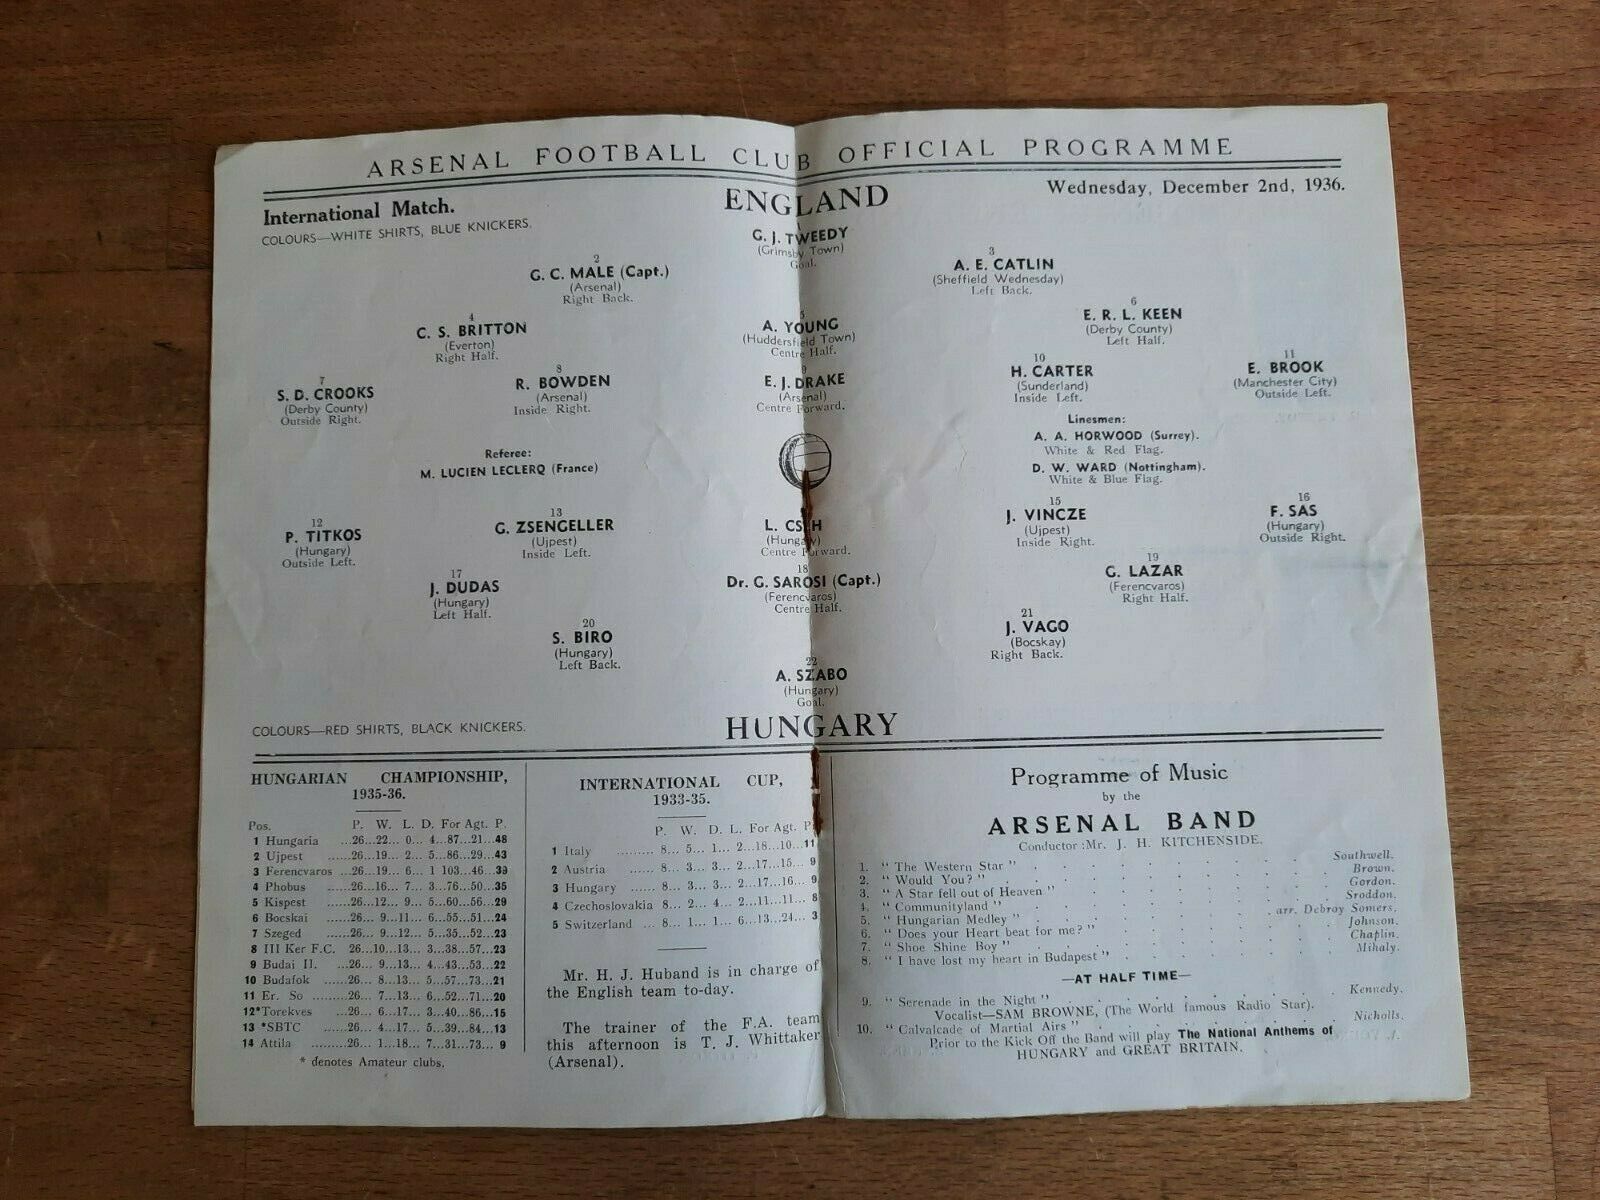 ARSENAL FOOTBALL CLUB OFFICIAL PROGRAMME
International Match.
ENGLAND
Wednesday, December 2nd, 1936.
COLOURS—WHITE SHIRTS, BLUE KNICKERS.
G. J. TWEEDY
(Grimsby Town)
Goal.
2
G. C. MALE (Capt.)
(Arsenal)
Right Back.
3
A. E. CATLIN
(Sheffield Wednesday)
Left Back.
4
C. S. BRITTON
(Everton)
Right Half.
5
A. YOUNG
(Huddersfield Town)
Centre Half.
6
E. R. L. KEEN
(Derby County)
Left Half.
7
S. D. CROOKS
(Derby County)
Outside Right.
8
R. BOWDEN
(Arsenal)
Inside Right.
9
E. J. DRAKE
(Arsenal)
Centre Forward.
10
H. CARTER
(Sunderland)
Inside Left.
11
E. BROOK
(Manchester City)
Outside Left.
Referee:
M. LUCIEN LECLERQ (France)
Linesmen:
A. A. HORWOOD (Surrey).
White & Red Flag.
D. W. WARD (Nottingham).
White & Blue Flag.
12
P. TITKOS
(Hungary)
Outside Left.
13
G. ZSENGELLER
(Ujpest)
Inside Left.
L. CSEH
(Hungary)
Centre Forward.
15
J. VINCZE
(Ujpest)
Inside Right.
16
F. SAS
(Hungary)
Outside Right.
17
J. DUDAS
(Hungary)
Left Half.
18
Dr. G. SAROSI (Capt.)
(Ferencvaros)
Centre Half.
19
G. LAZAR
(Ferencvaros)
Right Half.
20
S. BIRO
(Hungary)
Left Back.
21
J. VAGO
(Bocskay)
Right Back.
22
A. SZABO
(Hungary)
Goal.
COLOURS—RED SHIRTS, BLACK KNICKERS.
HUNGARY
HUNGARIAN CHAMPIONSHIP,
1935-36.
Pos. P. W. L. D. For Agt. P.
1 Hungaria 26...22... 0... 4...87...21...48
2 Ujpest ......26...19... 2... 5...86...29...43
3 Ferencvaros ...26...19... 6... 1 103...46...39
4 Phobus ......26...16... 7... 3...76...50...35
5 Kispest ......26...12... 9... 5...60...56...29
6 Bocskai ......26... 9...11... 6...55...51...24
7 Szeged ......26... 9...12... 5...35...52...23
8 III Ker F.C. 26...10...13... 3...38...57...23
9 Budai II. ...26... 9...13... 4...43...53...22
10 Budafok ...26... 8...13... 5...57...73...21
11 Er. So .........26... 7...13... 6...52...71...20
12*Torekves ...26... 6...17... 3...40...86...15
13 *SBTC ......26... 4...17... 5...39...84...13
14 Attila ......26... 1...18... 7...31...73... 9
* denotes Amateur clubs.
INTERNATIONAL CUP,
1933-35.
P. W. D. L. For Agt. P
1 Italy ......... 8... 5... 1... 2...18...10...11
2 Austria ...... 8... 3... 3... 2...17...15... 9
3 Hungary ...... 8... 3... 3... 2...17...16... 9
4 Czechoslovakia 8... 2... 4... 2...11...11... 8
5 Switzerland ... 8... 1... 1... 6...13...24... 3
Mr. H. J. Huband is in charge of
the English team to-day.
The trainer of the F.A. team
this afternoon is T. J. Whittaker
(Arsenal).
Programme of Music
by the
ARSENAL BAND
Conductor :Mr. J. H. KITCHENSIDE.
1. " The Western Star " . . . . . . . Southwell.
2. " Would You? " . . . . . . . Brown.
3. " A Star fell out of Heaven " . . . . . . Gordon.
4. " Communityland " . . . . . . Sroddon.
5. " Hungarian Medley " . . . . . . arr. Debroy Somers.
6. " Does your Heart beat for me? " . . . . . . Johnson.
7. " Shoe Shine Boy " . . . . . . . Chaplin.
8. " I have lost my heart in Budapest " . . . . . Mihaly.
—AT HALF TIME—
9. " Serenade in the Night " . . . . . . Kennedy.
Vocalist—SAM BROWNE, (The World famous Radio Star).
10. " Calvalcade of Martial Airs " . . . . . . Nicholls.
Prior to the Kick Off the Band will play The National Anthems of
HUNGARY and GREAT BRITAIN.